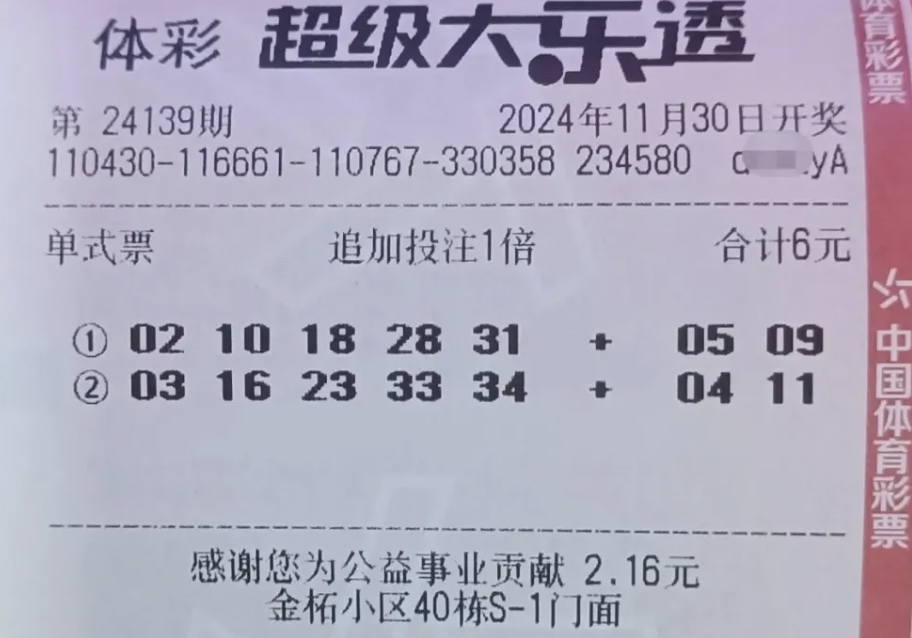 体彩 超级大乐透
第 24139期 2024年11月30日开奖
110430-116661-110767-330358 234580 yA
单式票 追加投注1倍 合计6元
① 02 10 18 28 31 + 05 09
② 03 16 23 33 34 + 04 11
感谢您为公益事业贡献 2.16元
金柘小区40栋S-1门面
体育彩票
中国体育彩票